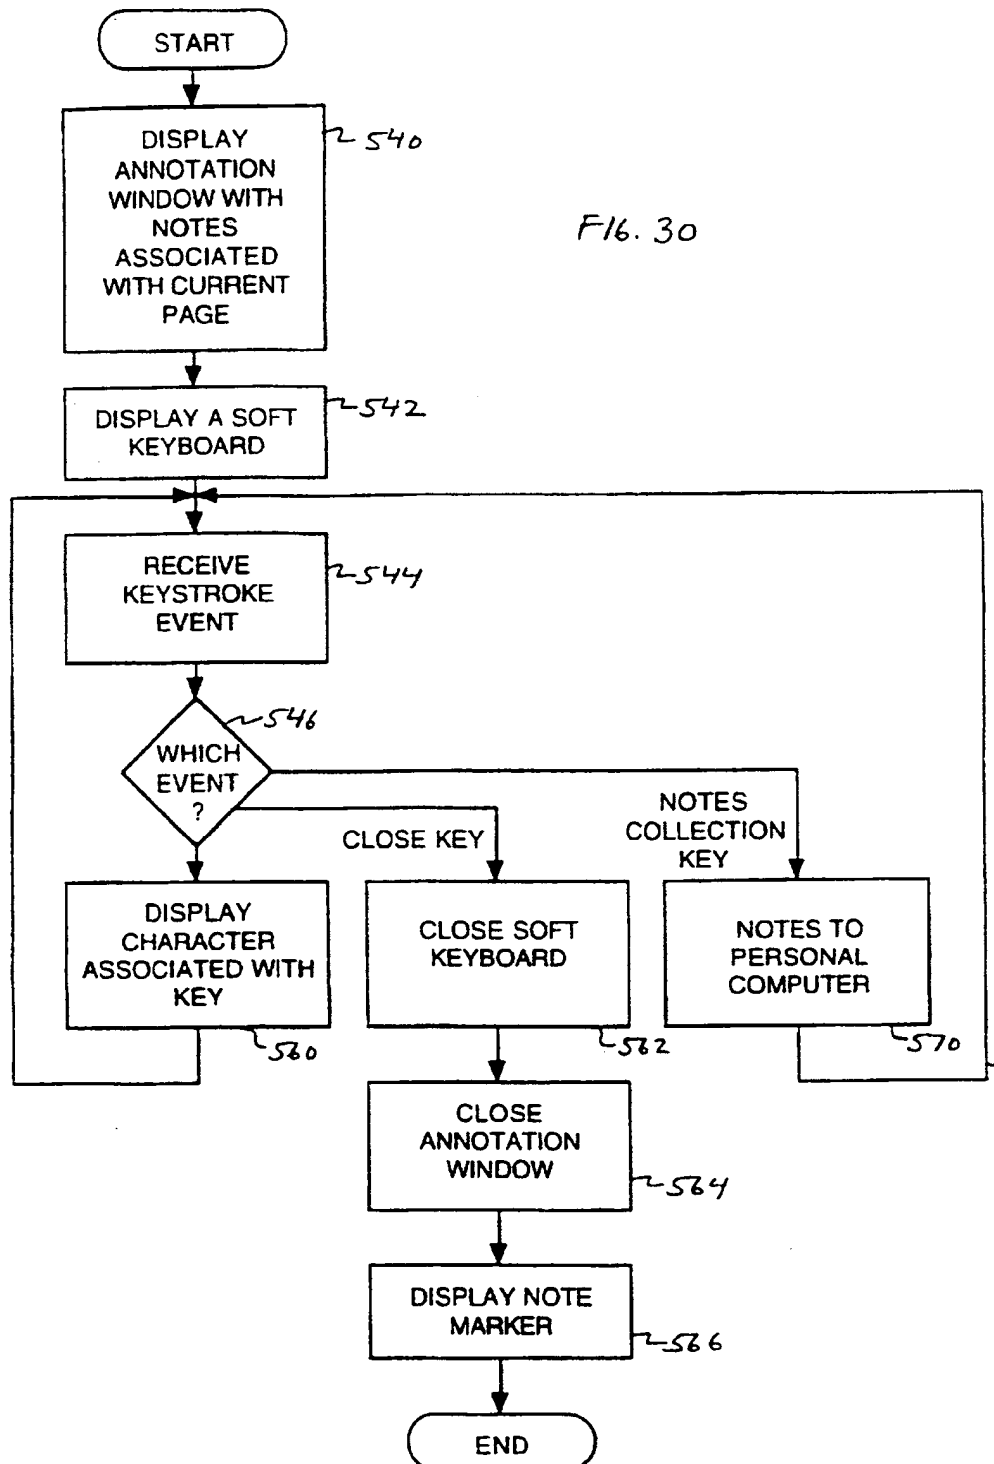 START
DISPLAY
ANNOTATION
WINDOW WITH
NOTES
ASSOCIATED
WITH CURRENT
PAGE
540
FIG. 30
DISPLAY A SOFT
KEYBOARD
542
RECEIVE
KEYSTROKE
EVENT
544
WHICH
EVENT
?
546
CLOSE KEY
NOTES
COLLECTION
KEY
DISPLAY
CHARACTER
ASSOCIATED WITH
KEY
560
CLOSE SOFT
KEYBOARD
562
NOTES TO
PERSONAL
COMPUTER
570
CLOSE
ANNOTATION
WINDOW
564
DISPLAY NOTE
MARKER
566
END